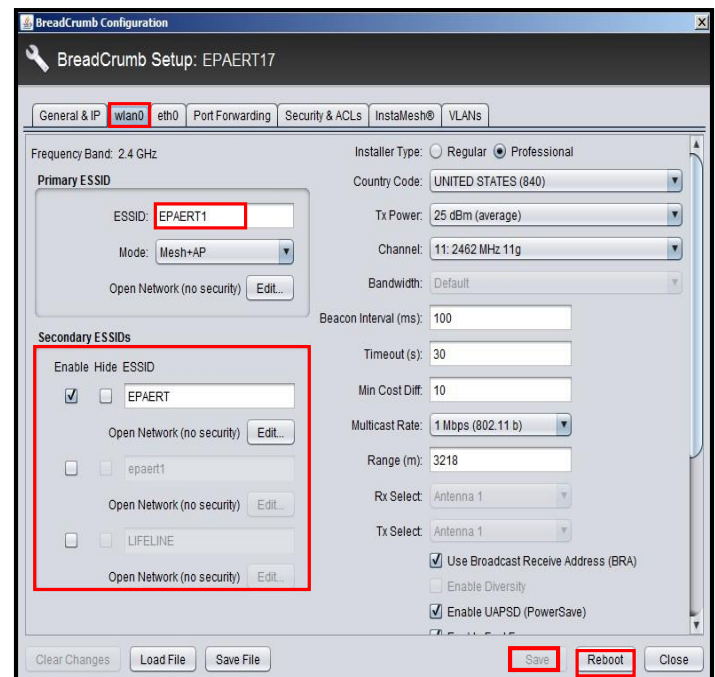 BreadCrumb Configuration
BreadCrumb Setup: EPAERT17
General & IP wlan0 eth0 Port Forwarding Security & ACLs InstaMesh® VLANs
Frequency Band: 2.4 GHz
Primary ESSID
ESSID: EPAERT1
Mode: Mesh+AP
Open Network (no security) Edit...
Secondary ESSIDs
Enable Hide ESSID
EPAERT
Open Network (no security) Edit...
epaert1
Open Network (no security) Edit...
LIFELINE
Open Network (no security) Edit...
Installer Type: Regular Professional
Country Code: UNITED STATES (840)
Tx Power: 25 dBm (average)
Channel: 11: 2462 MHz 11g
Bandwidth: Default
Beacon Interval (ms): 100
Timeout (s): 30
Min Cost Diff: 10
Multicast Rate: 1 Mbps (802.11 b)
Range (m): 3218
Rx Select: Antenna 1
Tx Select: Antenna 1
Use Broadcast Receive Address (BRA)
Enable Diversity
Enable UAPSD (PowerSave)
Clear Changes Load File Save File Save Reboot Close